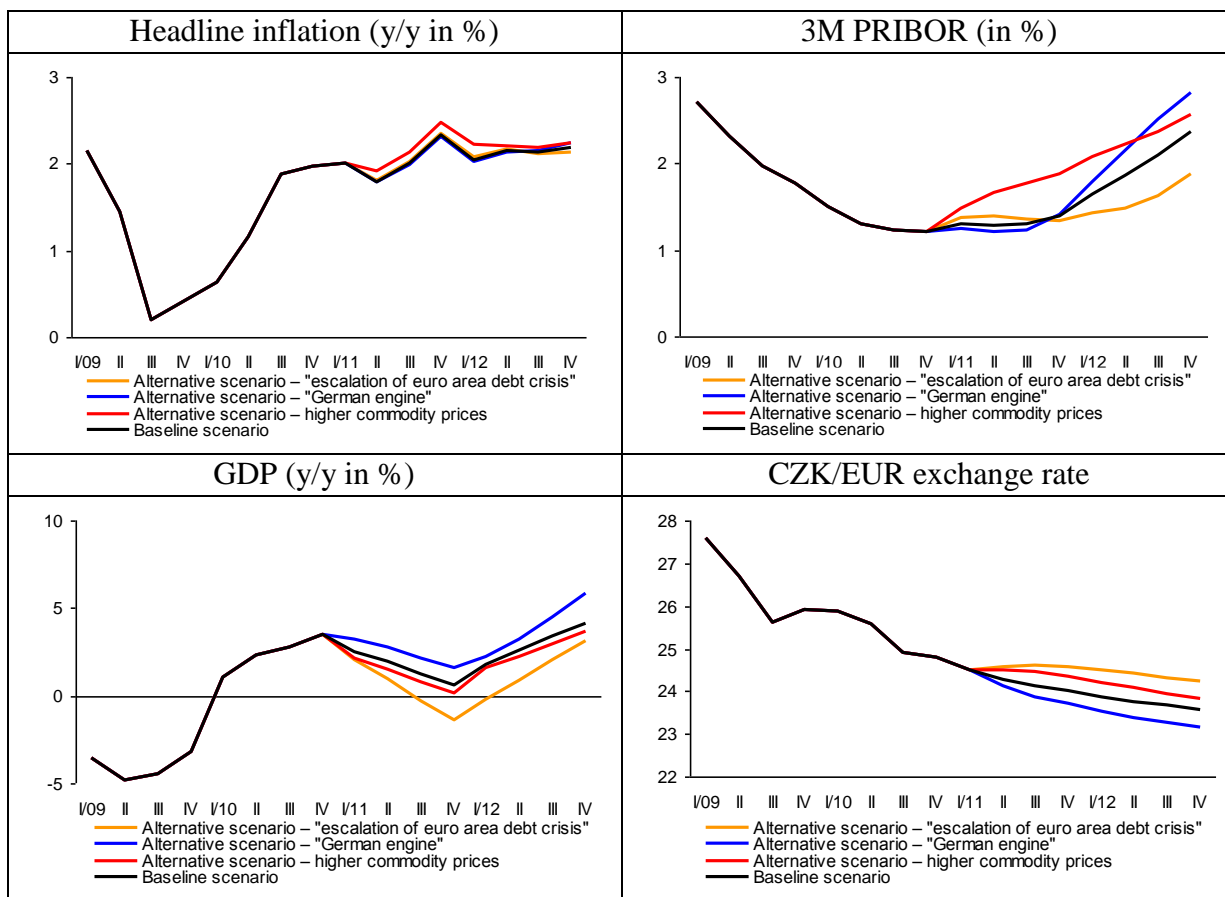 Headline inflation (y/y in %)
3
2
1
0
I/09 II III IV I/10 II III IV I/11 II III IV I/12 II III IV
Alternative scenario – "escalation of euro area debt crisis"
Alternative scenario – "German engine"
Alternative scenario – higher commodity prices
Baseline scenario
3M PRIBOR (in %)
3
2
1
0
I/09 II III IV I/10 II III IV I/11 II III IV I/12 II III IV
Alternative scenario – "escalation of euro area debt crisis"
Alternative scenario – "German engine"
Alternative scenario – higher commodity prices
Baseline scenario
GDP (y/y in %)
10
5
0
-5
I/09 II III IV I/10 II III IV I/11 II III IV I/12 II III IV
Alternative scenario – "escalation of euro area debt crisis"
Alternative scenario – "German engine"
Alternative scenario – higher commodity prices
Baseline scenario
CZK/EUR exchange rate
28
27
26
25
24
23
22
I/09 II III IV I/10 II III IV I/11 II III IV I/12 II III IV
Alternative scenario – "escalation of euro area debt crisis"
Alternative scenario – "German engine"
Alternative scenario – higher commodity prices
Baseline scenario